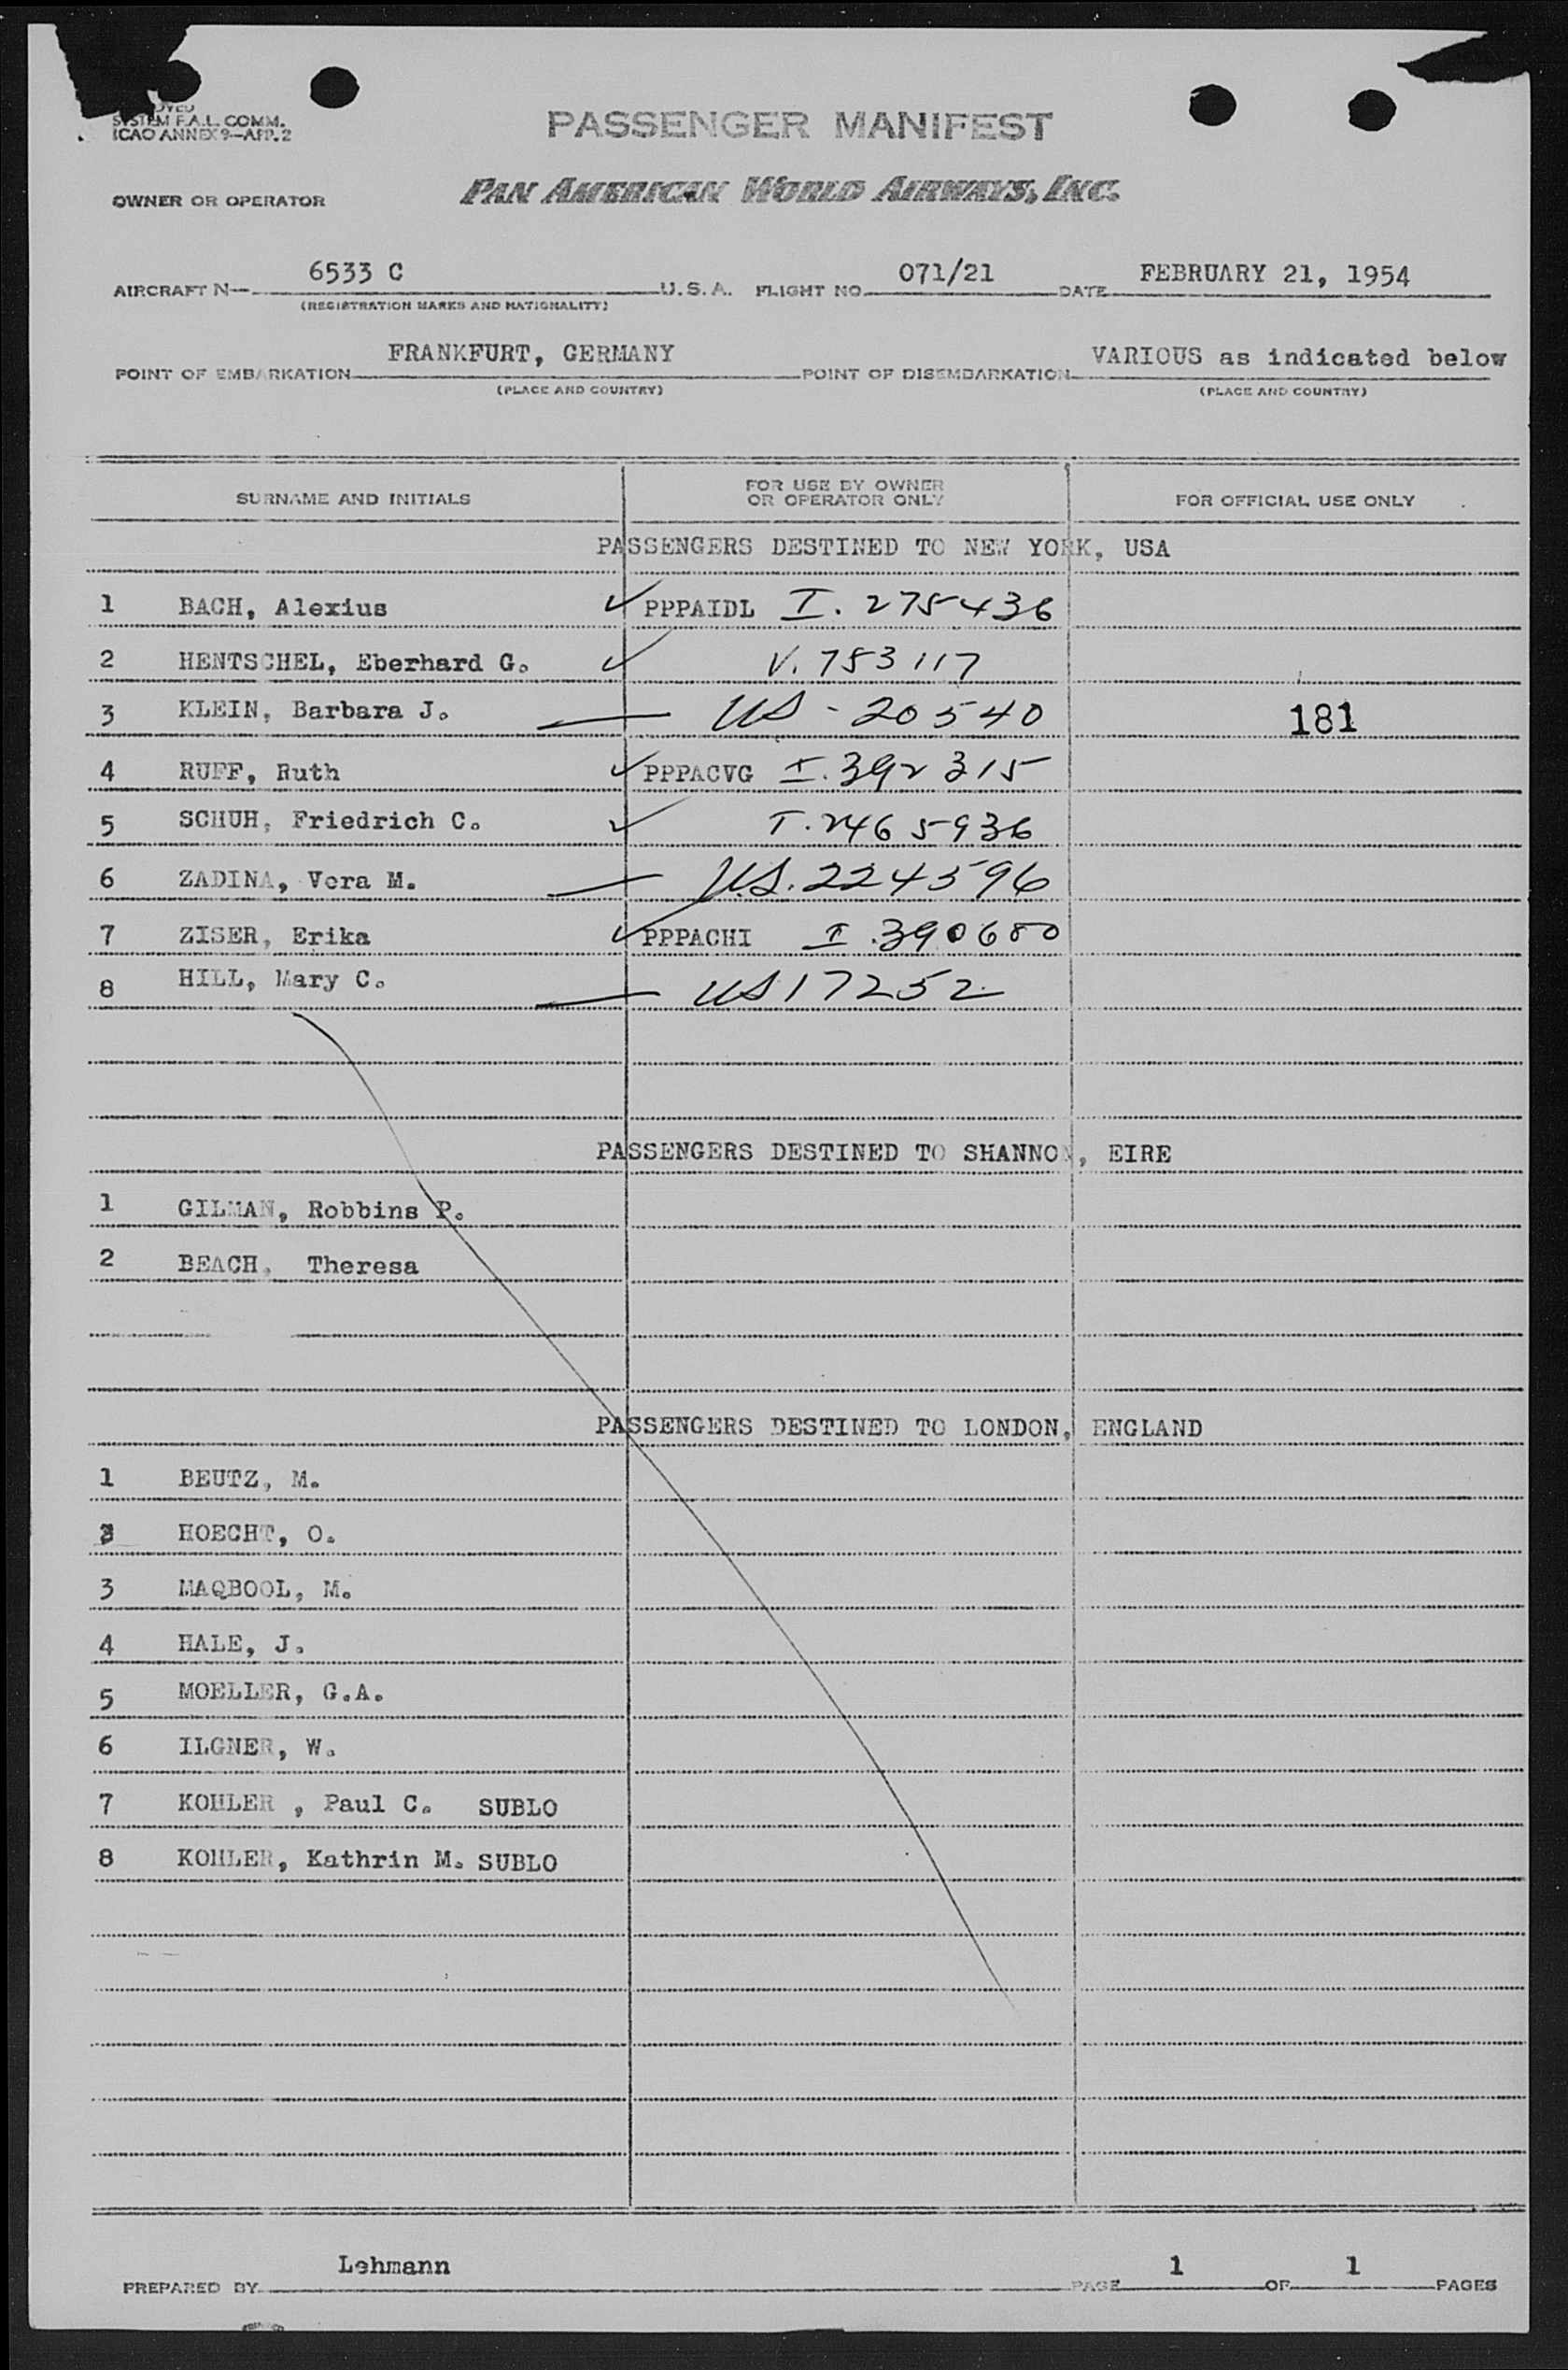 SYSTEM F.A.L. COMM.
ICAO ANNEX 9—APP. 2
PASSENGER MANIFEST
OWNER OR OPERATOR PAN AMERICAN WORLD AIRWAYS, INC.
AIRCRAFT N— 6533 C U.S.A. FLIGHT NO. 071/21 DATE FEBRUARY 21, 1954
(REGISTRATION MARKS AND NATIONALITY)
POINT OF EMBARKATION FRANKFURT, GERMANY POINT OF DISEMBARKATION VARIOUS as indicated below
(PLACE AND COUNTRY) (PLACE AND COUNTRY)
SURNAME AND INITIALS FOR USE BY OWNER OR OPERATOR ONLY FOR OFFICIAL USE ONLY
PASSENGERS DESTINED TO NEW YORK, USA
1 BACH, Alexius ✓ PPPAIDL I. 275436
2 HENTSCHEL, Eberhard G. ✓ V. 753117
3 KLEIN, Barbara J. — US - 20540 181
4 RUFF, Ruth ✓ PPPACVG I. 392315
5 SCHUH, Friedrich C. ✓ I. 2465936
6 ZADINA, Vera M. — U.S. 224596
7 ZISER, Erika ✓ PPPACHI I. 390680
8 HILL, Mary C. — US 17252
PASSENGERS DESTINED TO SHANNON, EIRE
1 GILMAN, Robbins P.
2 BEACH, Theresa
PASSENGERS DESTINED TO LONDON, ENGLAND
1 BEUTZ, M.
2 HOECHT, O.
3 MAQBOOL, M.
4 HALE, J.
5 MOELLER, G.A.
6 ILGNER, W.
7 KOHLER , Paul C. SUBLO
8 KOHLER, Kathrin M. SUBLO
PREPARED BY Lehmann PAGE 1 OF 1 PAGES